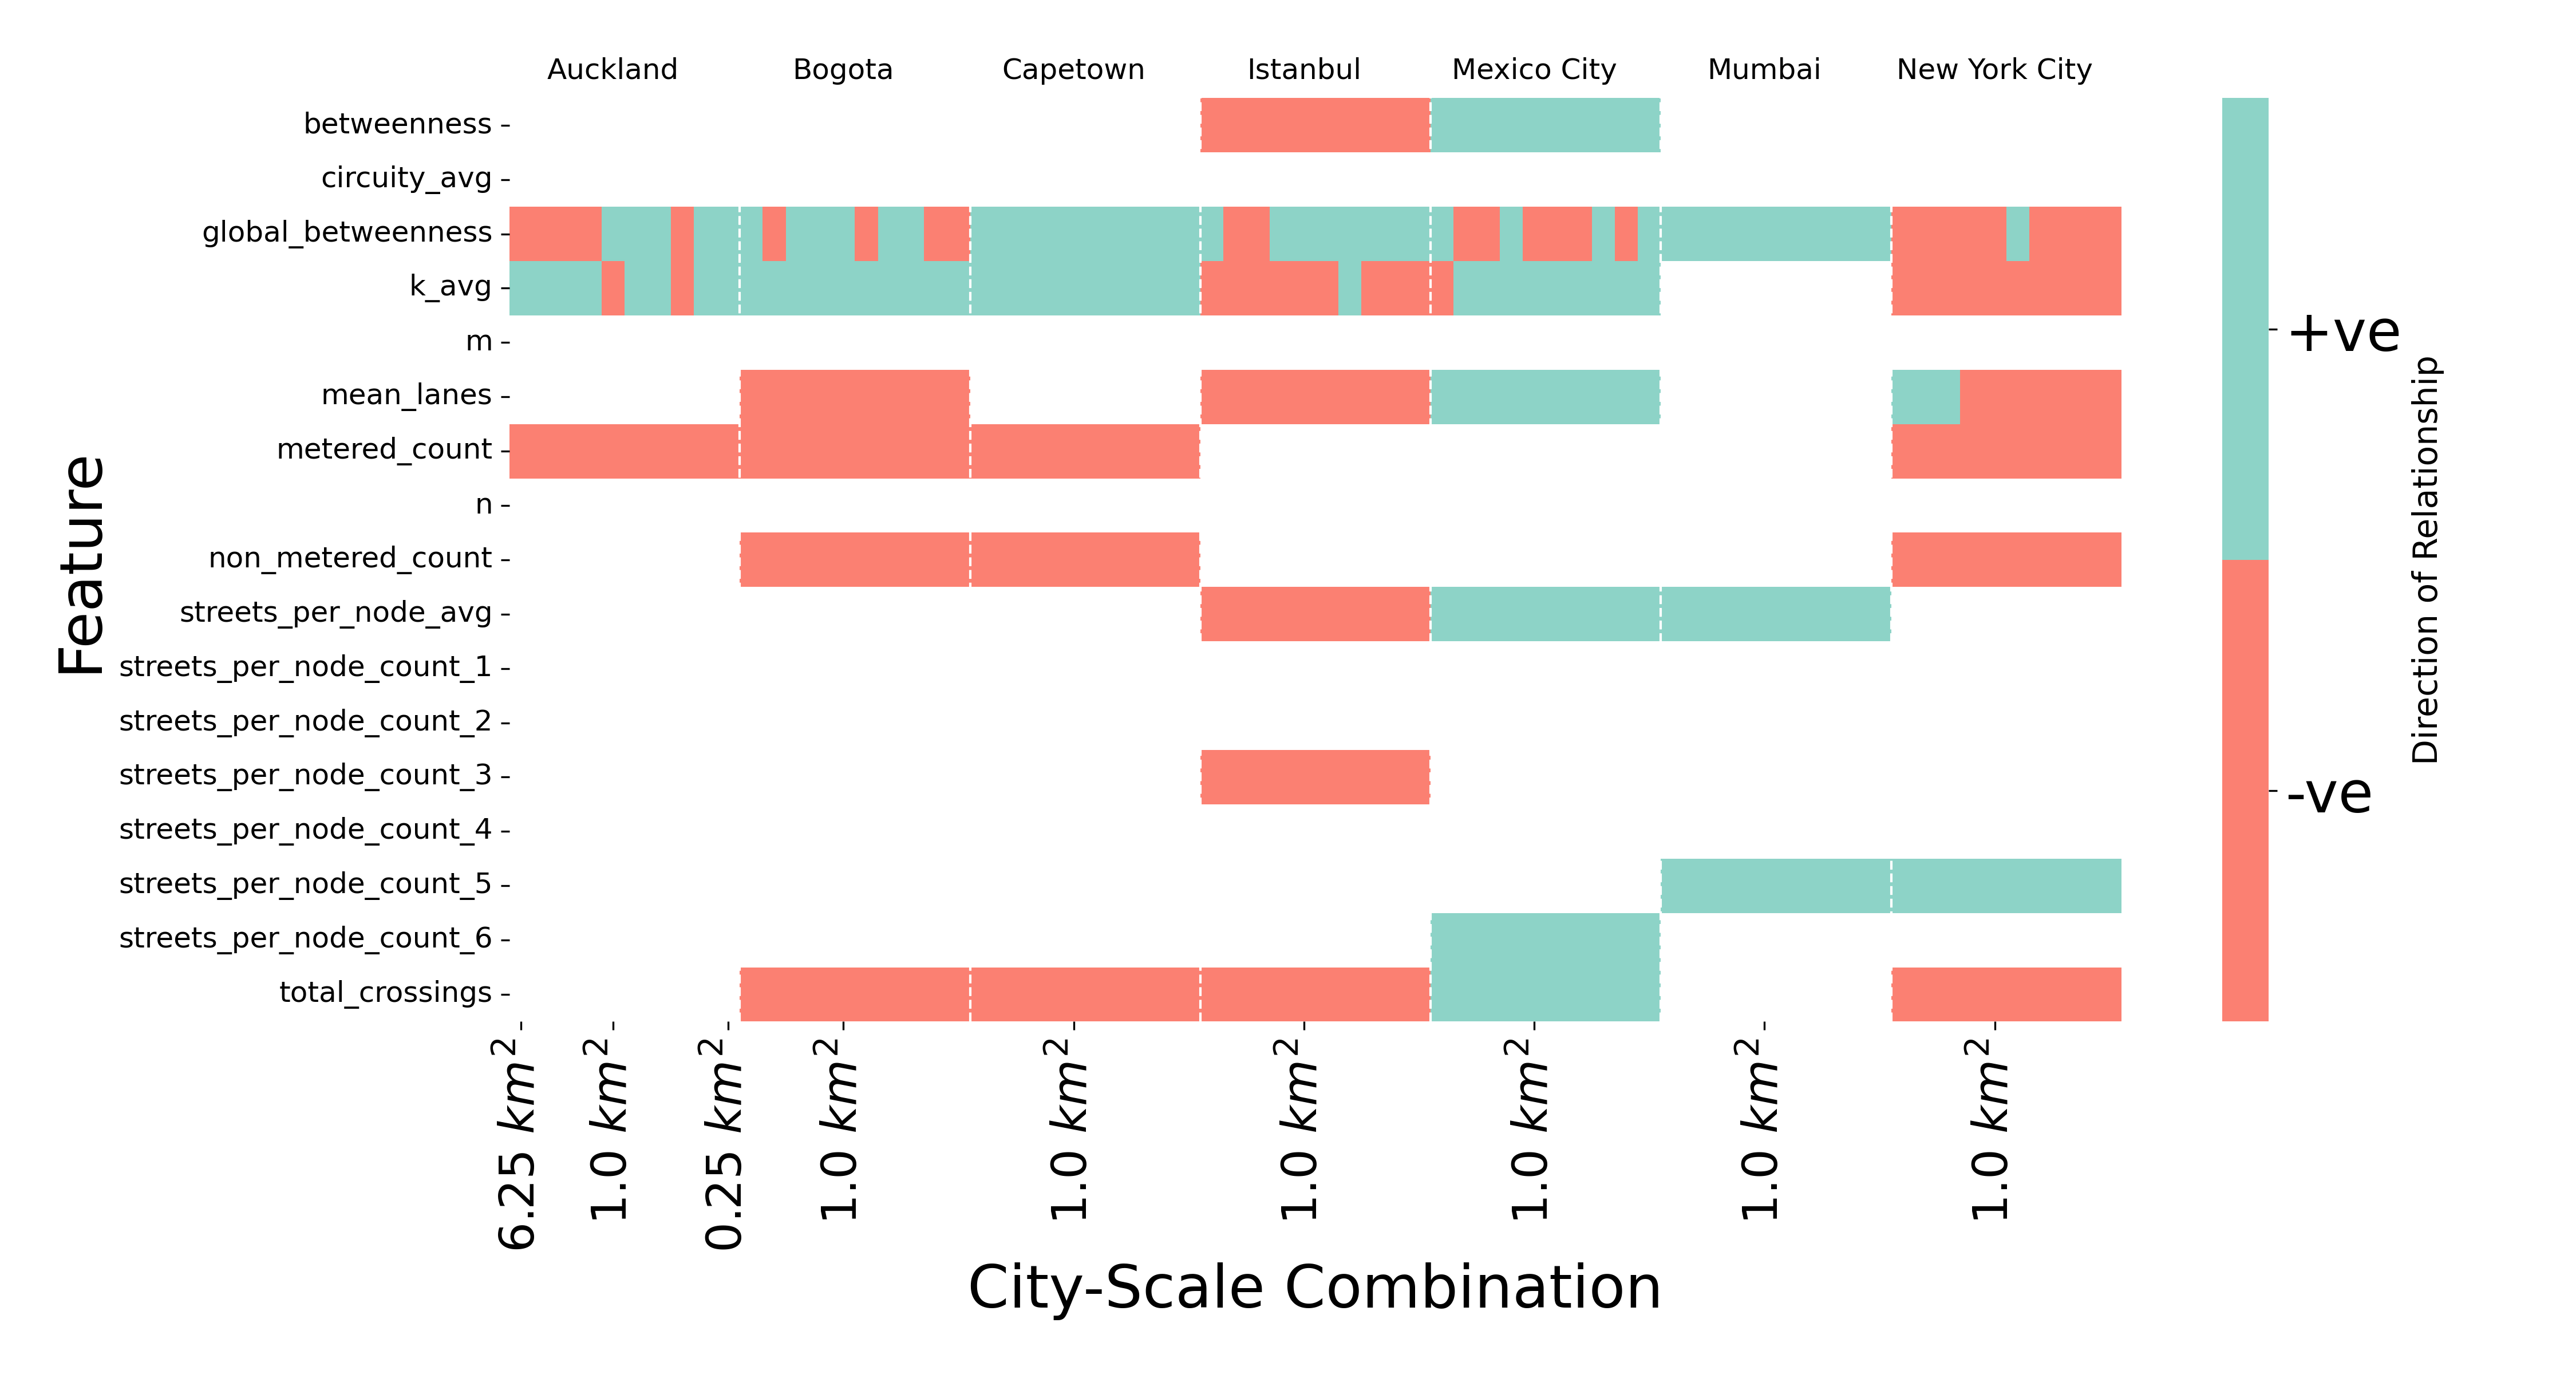 Auckland Bogota Capetown Istanbul Mexico City Mumbai New York City
betweenness
circuity_avg
global_betweenness
k_avg
m
mean_lanes
metered_count
n
non_metered_count
streets_per_node_avg
streets_per_node_count_1
streets_per_node_count_2
streets_per_node_count_3
streets_per_node_count_4
streets_per_node_count_5
streets_per_node_count_6
total_crossings
Feature
6.25 km²
1.0 km²
0.25 km²
1.0 km²
1.0 km²
1.0 km²
1.0 km²
1.0 km²
1.0 km²
City-Scale Combination
+ve
-ve
Direction of Relationship